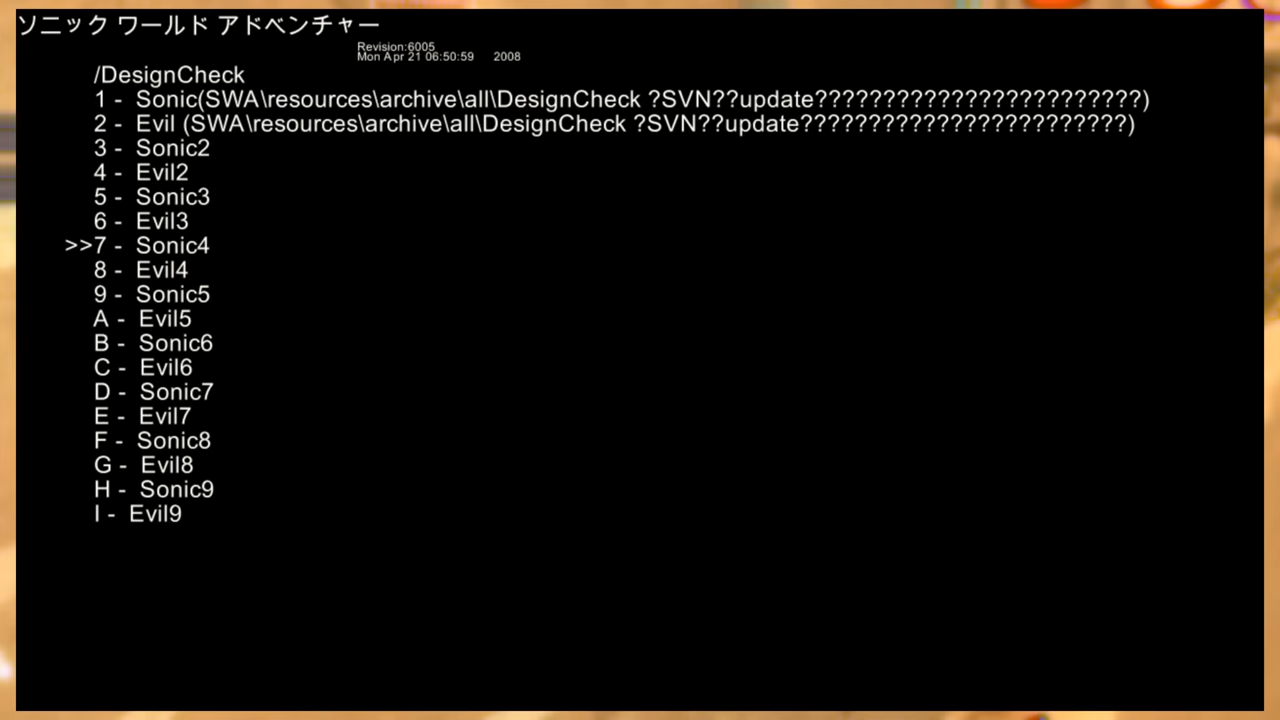 ソニック ワールド アドベンチャー
Revision:6005
Mon Apr 21 06:50:59 2008
/DesignCheck
1 - Sonic(SWA\resources\archive\all\DesignCheck ?SVN??update????????????????????????)
2 - Evil (SWA\resources\archive\all\DesignCheck ?SVN??update????????????????????????)
3 - Sonic2
4 - Evil2
5 - Sonic3
6 - Evil3
>>7 - Sonic4
8 - Evil4
9 - Sonic5
A - Evil5
B - Sonic6
C - Evil6
D - Sonic7
E - Evil7
F - Sonic8
G - Evil8
H - Sonic9
I - Evil9